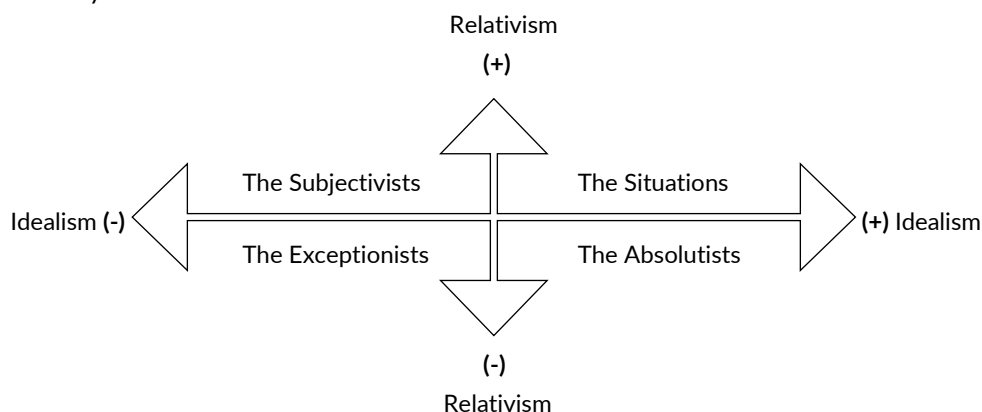 Relativism
(+)
The Subjectivists
The Situations
Idealism (-)
(+) Idealism
The Exceptionists
The Absolutists
(-)
Relativism